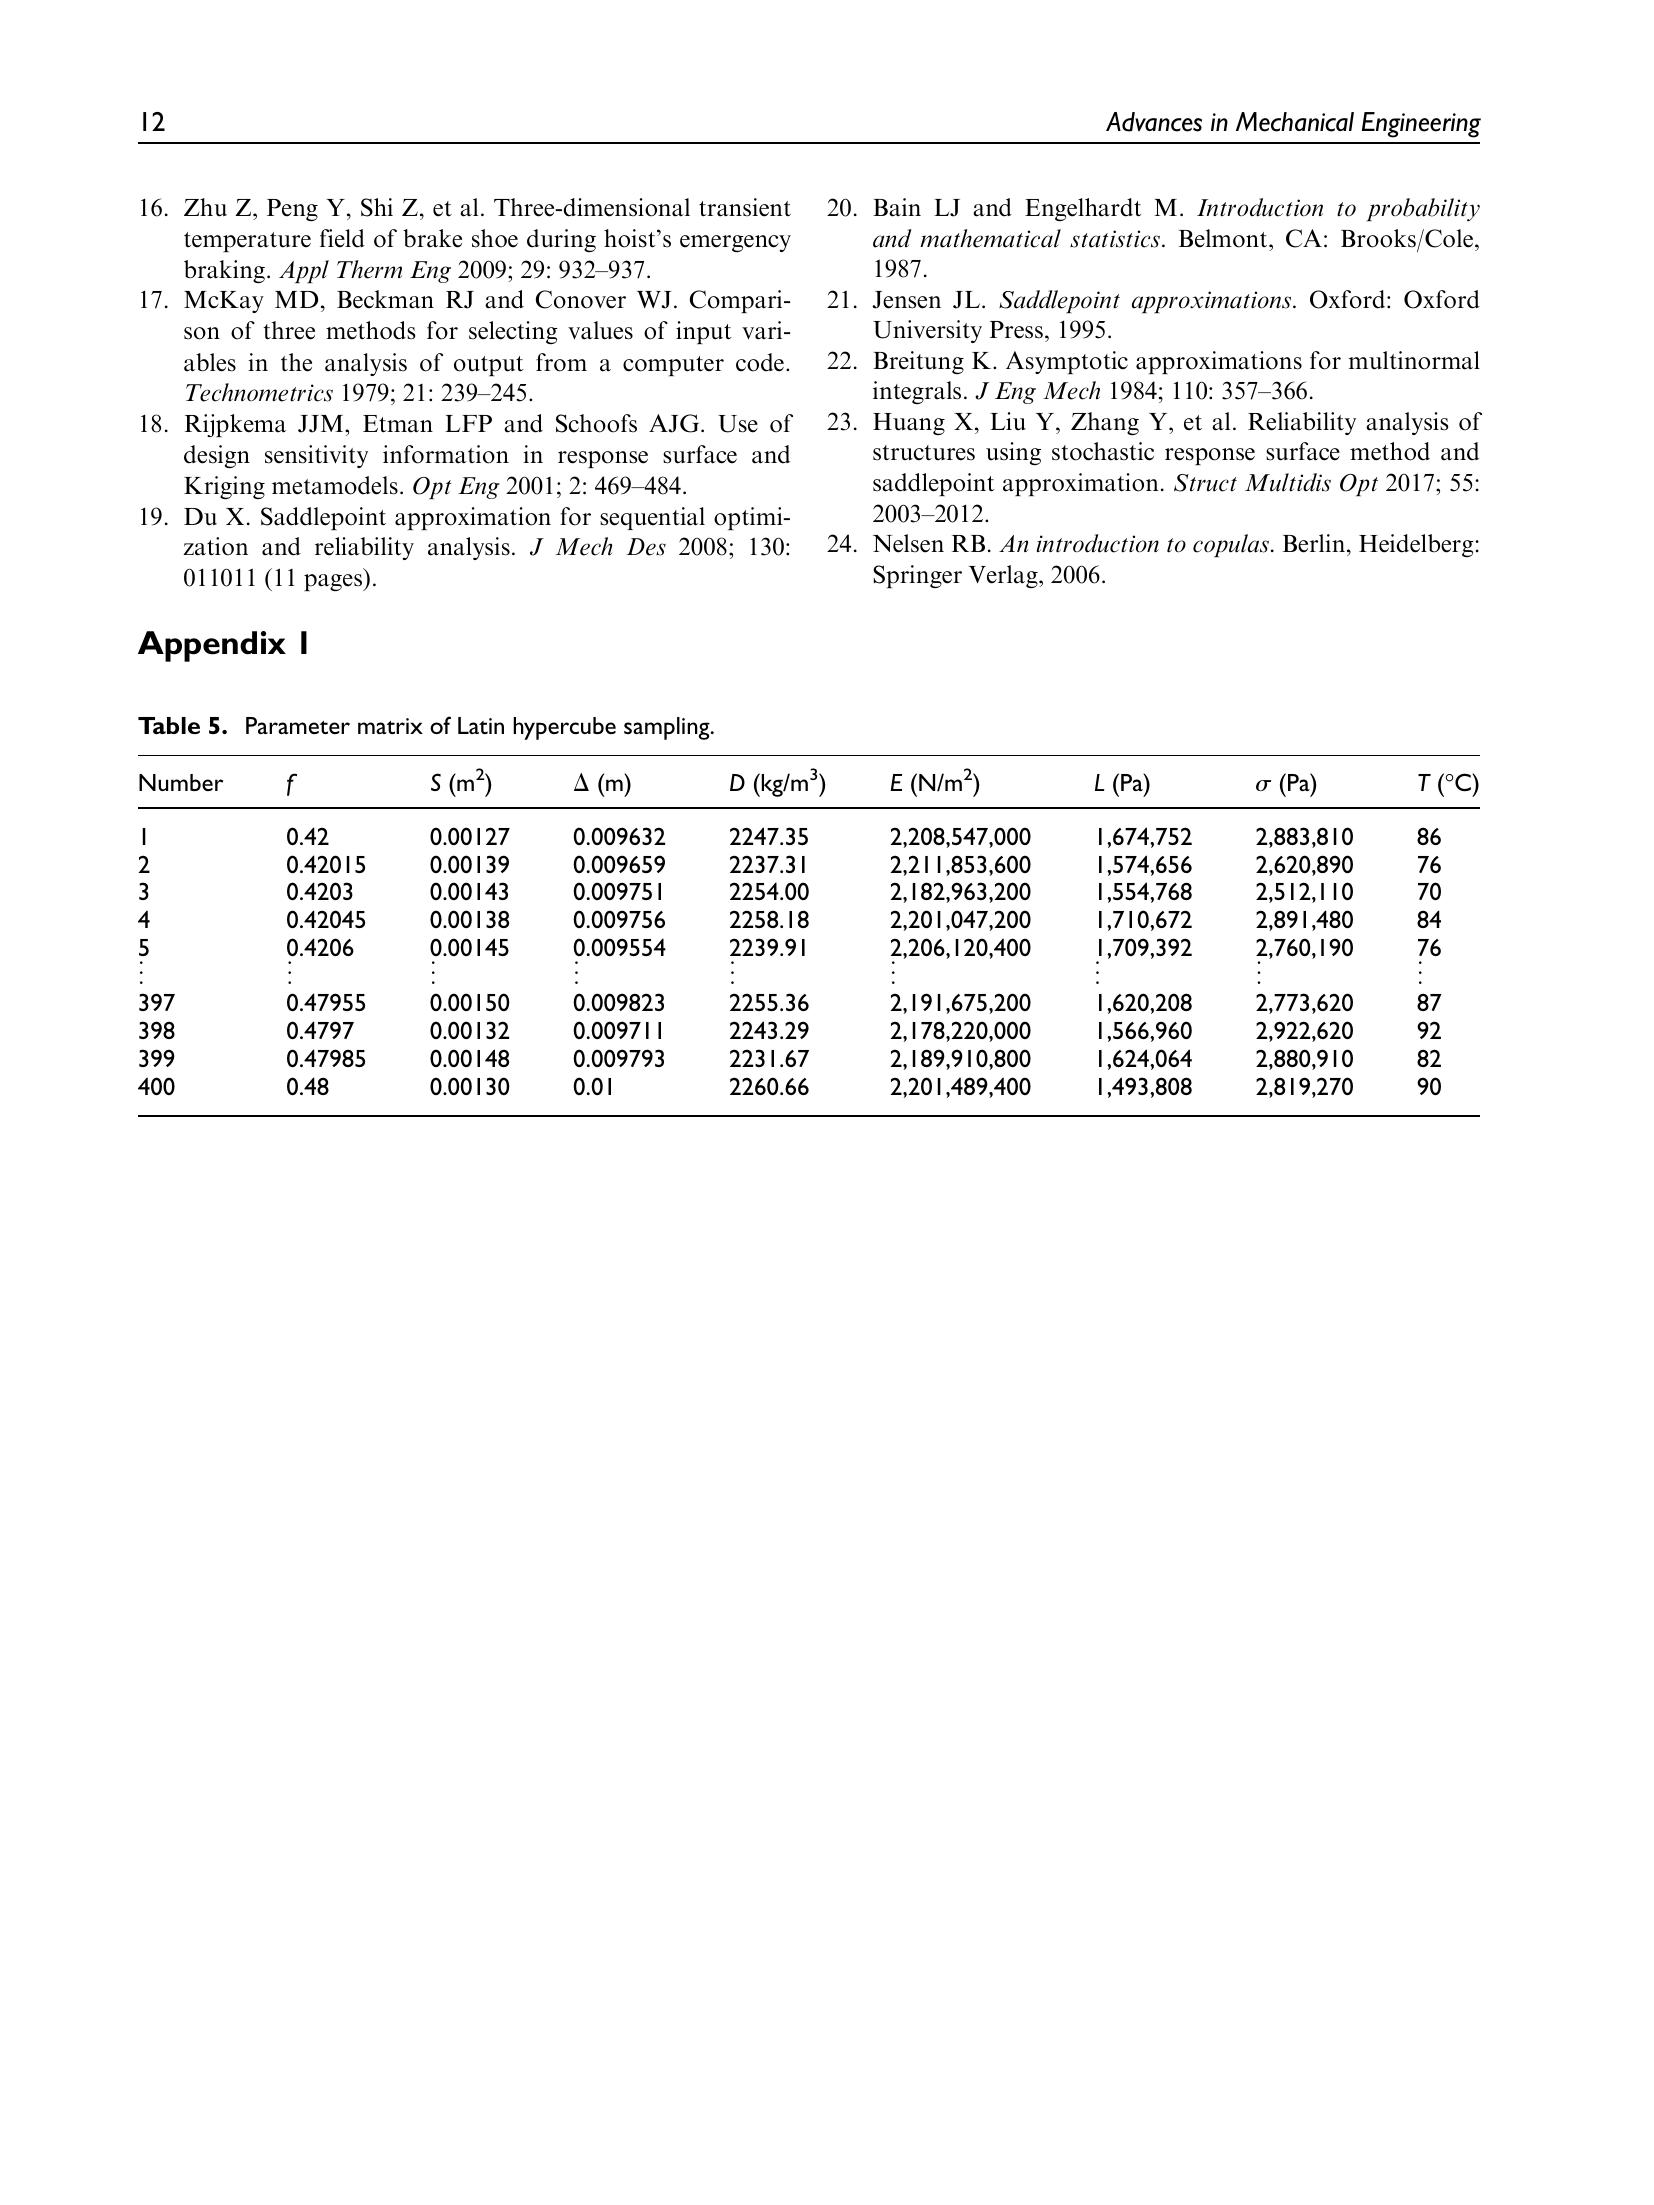 12
Advances in Mechanical Engineering
16. Zhu Z, Peng Y, Shi Z, et al. Three-dimensional transient
temperature field of brake shoe during hoist's emergency
braking. Appl Therm Eng 2009; 29: 932–937.
17. McKay MD, Beckman RJ and Conover WJ. Compari-
son of three methods for selecting values of input vari-
ables in the analysis of output from a computer code.
Technometrics 1979; 21: 239–245.
18. Rijpkema JJM, Etman LFP and Schoofs AJG. Use of
design sensitivity information in response surface and
Kriging metamodels. Opt Eng 2001; 2: 469–484.
19. Du X. Saddlepoint approximation for sequential optimi-
zation and reliability analysis. J Mech Des 2008; 130:
011011 (11 pages).
20. Bain LJ and Engelhardt M. Introduction to probability
and mathematical statistics. Belmont, CA: Brooks/Cole,
1987.
21. Jensen JL. Saddlepoint approximations. Oxford: Oxford
University Press, 1995.
22. Breitung K. Asymptotic approximations for multinormal
integrals. J Eng Mech 1984; 110: 357–366.
23. Huang X, Liu Y, Zhang Y, et al. Reliability analysis of
structures using stochastic response surface method and
saddlepoint approximation. Struct Multidis Opt 2017; 55:
2003–2012.
24. Nelsen RB. An introduction to copulas. Berlin, Heidelberg:
Springer Verlag, 2006.
Appendix 1
Table 5. Parameter matrix of Latin hypercube sampling.
Number f S (m²) Δ (m) D (kg/m³) E (N/m²) L (Pa) σ (Pa) T (°C)
1 0.42 0.00127 0.009632 2247.35 2,208,547,000 1,674,752 2,883,810 86
2 0.42015 0.00139 0.009659 2237.31 2,211,853,600 1,574,656 2,620,890 76
3 0.4203 0.00143 0.009751 2254.00 2,182,963,200 1,554,768 2,512,110 70
4 0.42045 0.00138 0.009756 2258.18 2,201,047,200 1,710,672 2,891,480 84
5 0.4206 0.00145 0.009554 2239.91 2,206,120,400 1,709,392 2,760,190 76
⋮ ⋮ ⋮ ⋮ ⋮ ⋮ ⋮ ⋮ ⋮
397 0.47955 0.00150 0.009823 2255.36 2,191,675,200 1,620,208 2,773,620 87
398 0.4797 0.00132 0.009711 2243.29 2,178,220,000 1,566,960 2,922,620 92
399 0.47985 0.00148 0.009793 2231.67 2,189,910,800 1,624,064 2,880,910 82
400 0.48 0.00130 0.01 2260.66 2,201,489,400 1,493,808 2,819,270 90